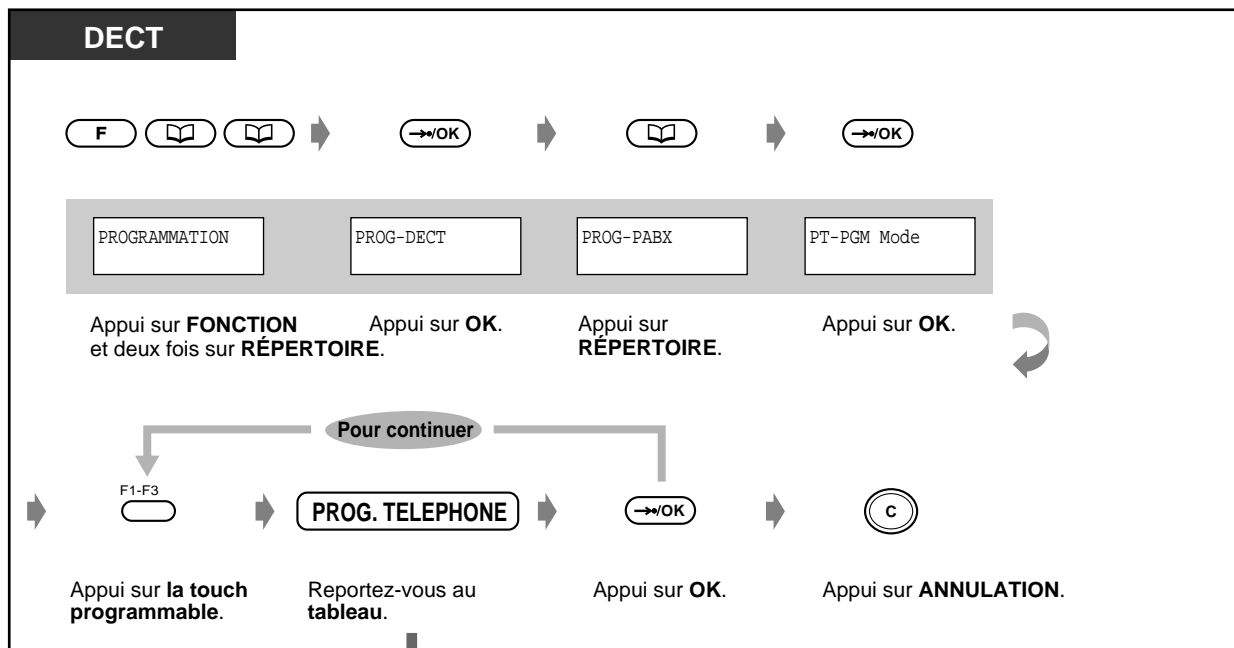 DECT
F
→•/OK
→•/OK
PROGRAMMATION
PROG-DECT
PROG-PABX
PT-PGM Mode
Appui sur FONCTION
et deux fois sur RÉPERTOIRE.
Appui sur OK.
Appui sur
RÉPERTOIRE.
Appui sur OK.
Pour continuer
F1-F3
PROG. TELEPHONE
→•/OK
C
Appui sur la touch
programmable.
Reportez-vous au
tableau.
Appui sur OK.
Appui sur ANNULATION.